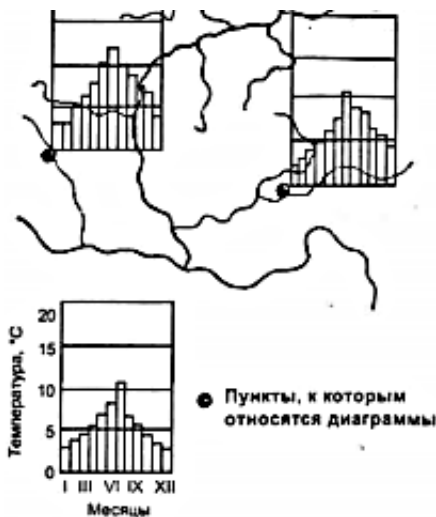 20
15
10
5
0
Температура, °С
I III VI IX XII
Месяцы
Пункты, к которым
относятся диаграммы